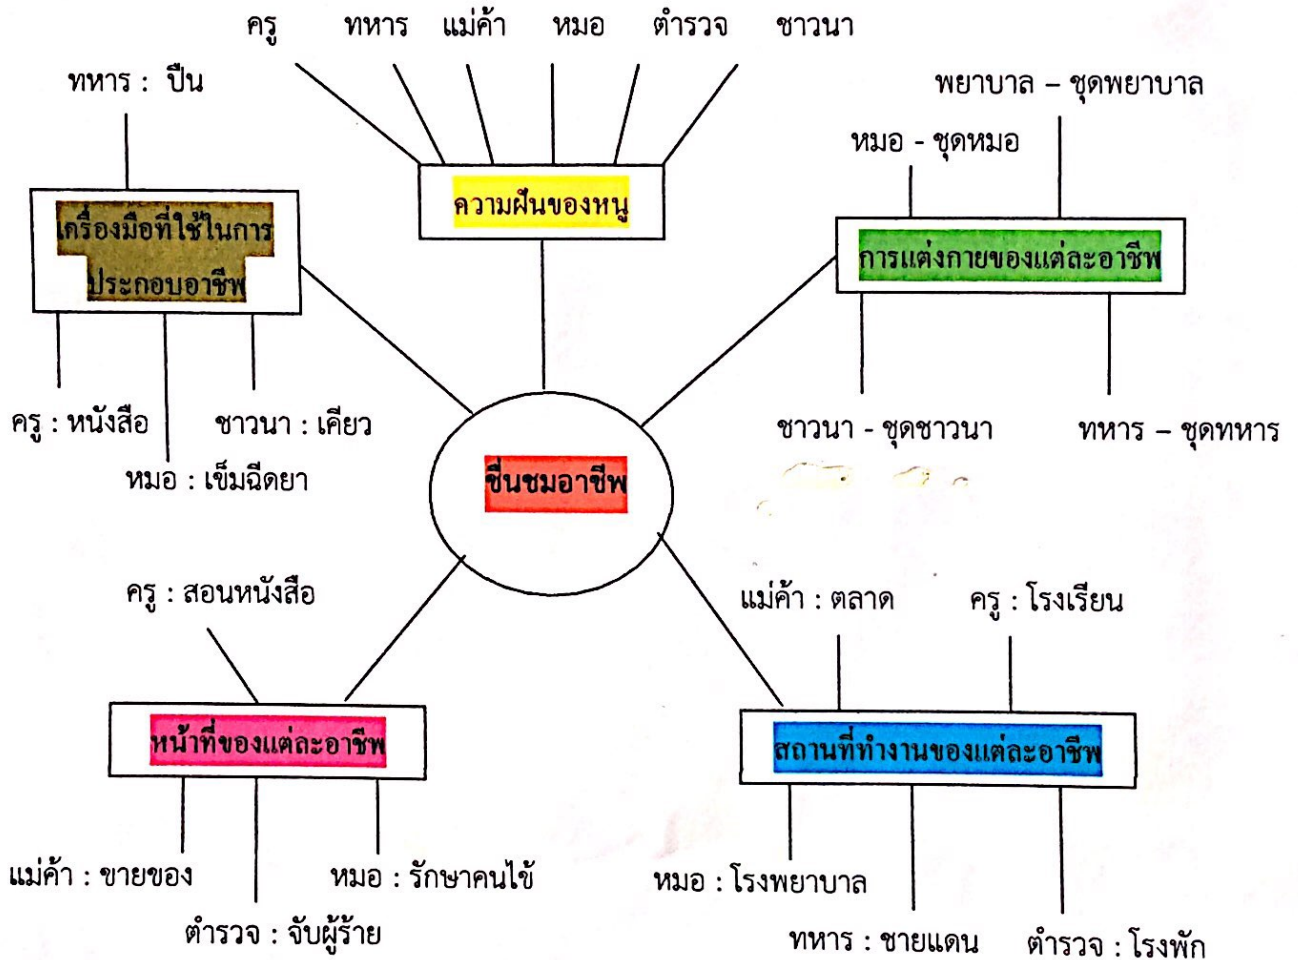 ครู ทหาร แม่ค้า หมอ ตำรวจ ชาวนา
ทหาร : ปืน
พยาบาล – ชุดพยาบาล
หมอ - ชุดหมอ
ความฝันของหนู
เครื่องมือที่ใช้ในการ
ประกอบอาชีพ
การแต่งกายของแต่ละอาชีพ
ครู : หนังสือ
ชาวนา : เคียว
หมอ : เข็มฉีดยา
ชาวนา - ชุดชาวนา
ทหาร – ชุดทหาร
ชื่นชมอาชีพ
ครู : สอนหนังสือ
แม่ค้า : ตลาด
ครู : โรงเรียน
หน้าที่ของแต่ละอาชีพ
สถานที่ทำงานของแต่ละอาชีพ
แม่ค้า : ขายของ
หมอ : รักษาคนไข้
ตำรวจ : จับผู้ร้าย
หมอ : โรงพยาบาล
ทหาร : ชายแดน
ตำรวจ : โรงพัก